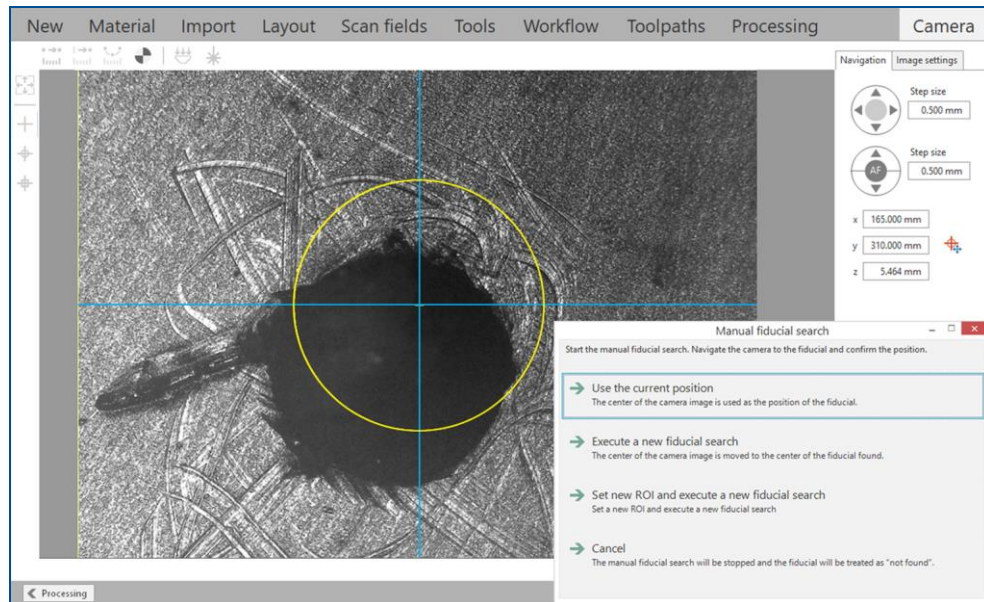 New Material Import Layout Scan fields Tools Workflow Toolpaths Processing Camera
Navigation Image settings
Step size
0.500 mm
Step size
AF
0.500 mm
x 165.000 mm
y 310.000 mm
z 5.464 mm
Manual fiducial search
Start the manual fiducial search. Navigate the camera to the fiducial and confirm the position.
Use the current position
The center of the camera image is used as the position of the fiducial.
Execute a new fiducial search
The center of the camera image is moved to the center of the fiducial found.
Set new ROI and execute a new fiducial search
Set a new ROI and execute a new fiducial search
Cancel
The manual fiducial search will be stopped and the fiducial will be treated as "not found".
Processing